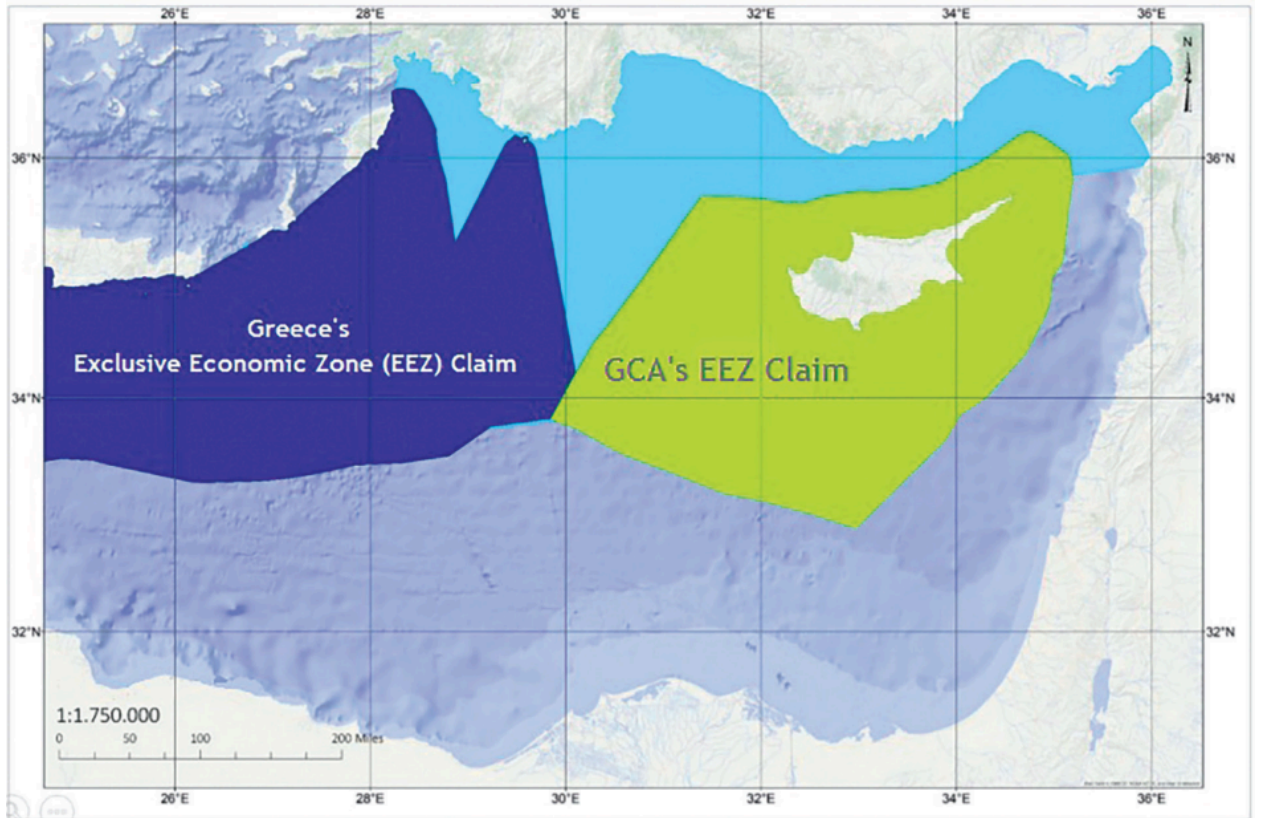 26°E 28°E 30°E 32°E 34°E 36°E
N
36°N 36°N
Greece's
Exclusive Economic Zone (EEZ) Claim
GCA's EEZ Claim
34°N 34°N
32°N 32°N
1:1.750.000
0 50 100 200 Miles
26°E 28°E 30°E 32°E 34°E 36°E